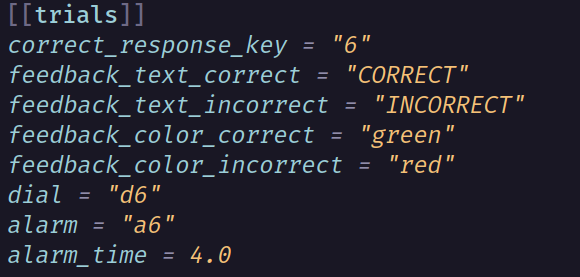 [[trials]]
correct_response_key = "6"
feedback_text_correct = "CORRECT"
feedback_text_incorrect = "INCORRECT"
feedback_color_correct = "green"
feedback_color_incorrect = "red"
dial = "d6"
alarm = "a6"
alarm_time = 4.0